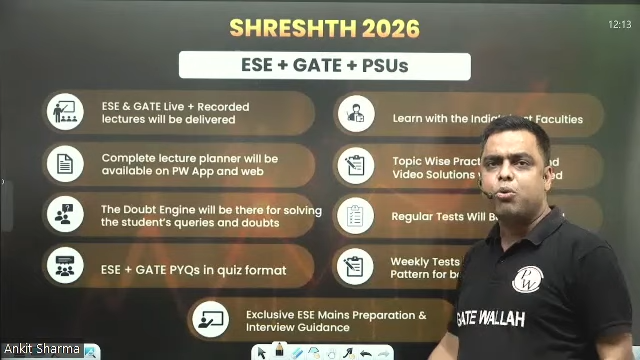 SHRESHTH 2026
12:13
ESE + GATE + PSUs
ESE & GATE Live + Recorded
lectures will be delivered
Learn with the India
Faculties
Complete lecture planner will be
available on PW App and web
Topic Wise
Video Solutions
The Doubt Engine will be there for solving
the student's queries and doubts
Regular Tests Will
ESE + GATE PYQs in quiz format
Weekly Tests
Pattern for
Exclusive ESE Mains Preparation &
Interview Guidance
P
W
GATE WALLAH
Ankit Sharma